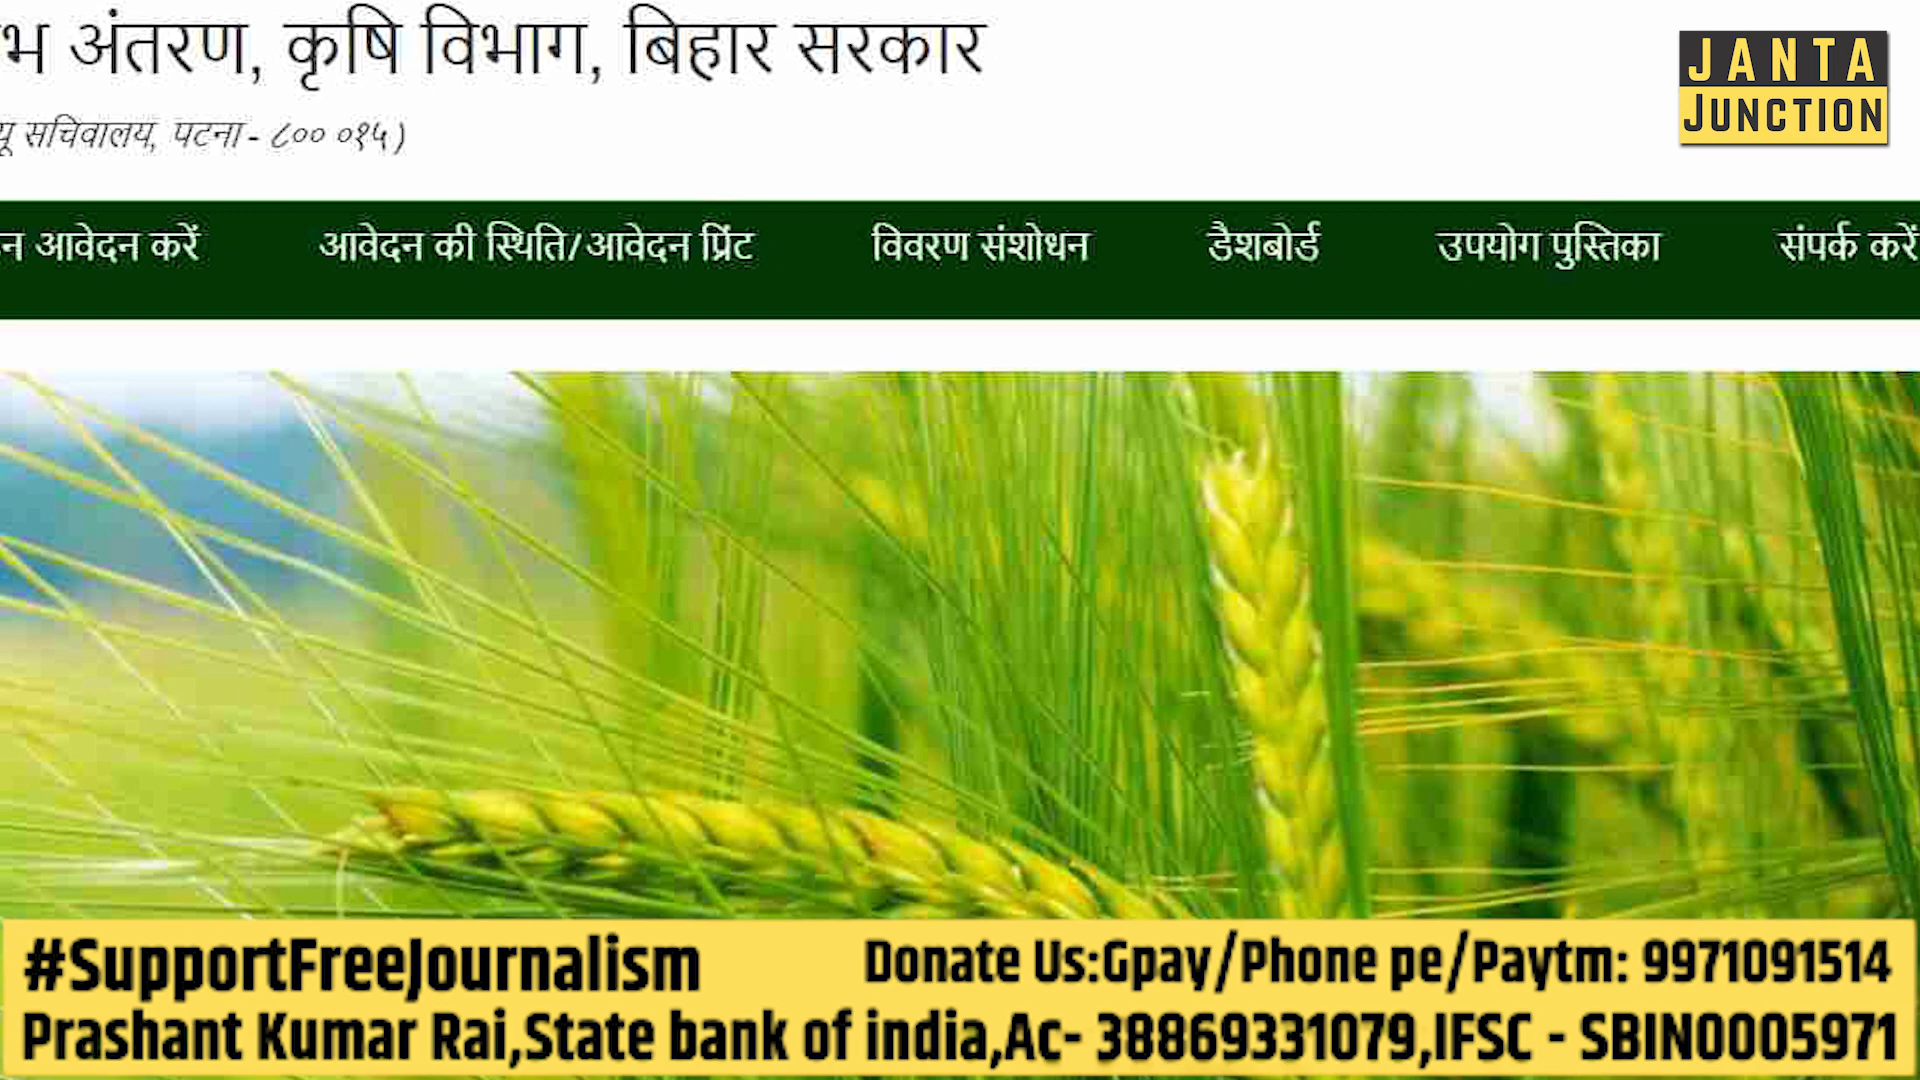 भ अंतरण, कृषि विभाग, बिहार सरकार
JANTA
JUNCTION
यू सचिवालय, पटना - ८०० ०१५)
न आवेदन करें आवेदन की स्थिति/आवेदन प्रिंट विवरण संशोधन डैशबोर्ड उपयोग पुस्तिका संपर्क करें
#SupportFreeJournalism Donate Us:Gpay/Phone pe/Paytm: 9971091514
Prashant Kumar Rai,State bank of india,Ac- 38869331079,IFSC - SBIN0005971